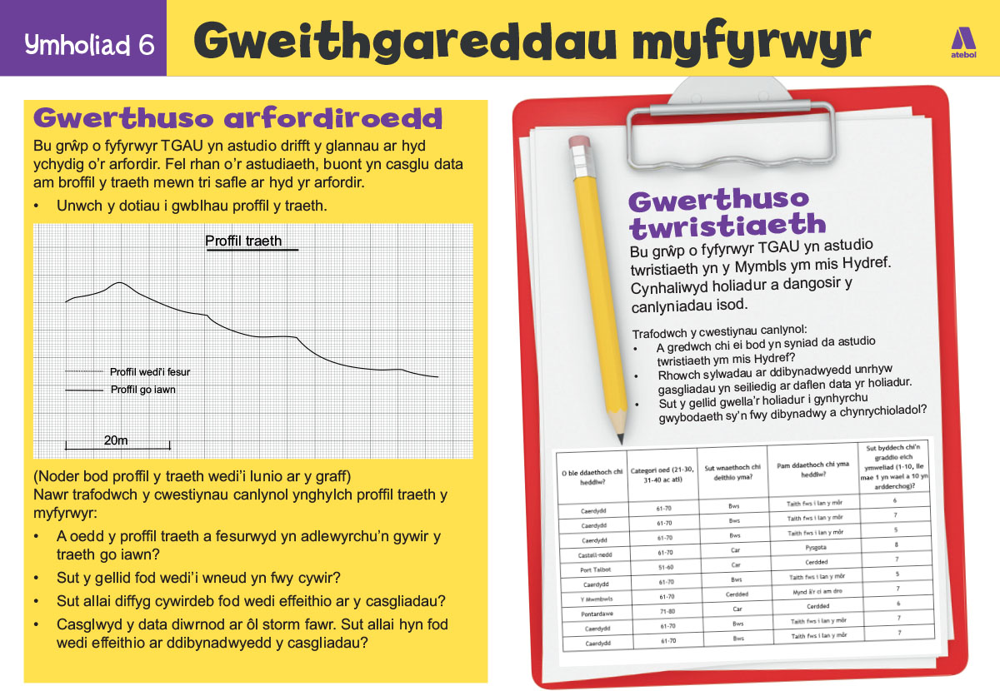 Ymholiad 6
Gweithgareddau myfyrwyr
atebol
Gwerthuso arfordiroedd
Bu grŵp o fyfyrwyr TGAU yn astudio drifft y glannau ar hyd
ychydig o'r arfordir. Fel rhan o'r astudiaeth, buont yn casglu data
am broffil y traeth mewn tri safle ar hyd yr arfordir.
• Unwch y dotiau i gwblhau proffil y traeth.
Proffil traeth
Proffil wedi'i fesur
Proffil go iawn
20m
(Noder bod proffil y traeth wedi'i lunio ar y graff)
Nawr trafodwch y cwestiynau canlynol ynghylch proffil traeth y
myfyrwyr:
• A oedd y proffil traeth a fesurwyd yn adlewyrchu'n gywir y
traeth go iawn?
• Sut y gellid fod wedi'i wneud yn fwy cywir?
• Sut allai diffyg cywirdeb fod wedi effeithio ar y casgliadau?
• Casglwyd y data diwrnod ar ôl storm fawr. Sut allai hyn fod
wedi effeithio ar ddibynadwyedd y casgliadau?
Gwerthuso
twristiaeth
Bu grŵp o fyfyrwyr TGAU yn astudio
twristiaeth yn y Mymbls ym mis Hydref.
Cynhaliwyd holiadur a dangosir y
canlyniadau isod.
Trafodwch y cwestiynau canlynol:
• A gredwch chi ei bod yn syniad da astudio
twristiaeth ym mis Hydref?
• Rhowch sylwadau ar ddibynadwyedd unrhyw
gasgliadau yn seiliedig ar daflen data yr holiadur.
• Sut y gellid gwella'r holiadur i gynhyrchu
gwybodaeth sy'n fwy dibynadwy a chynrychioladol?
O ble ddaethoch chi heddiw? Categori oed (21-30, 31-40 ac ati) Sut wnaethoch chi deithio yma? Pam ddaethoch chi yma heddiw? Sut byddech chi'n graddio eich ymweliad (1-10, lle mae 1 yn wael a 10 yn ardderchog)?
Caerdydd 61-70 Bws Taith fws i lan y môr 6
Caerdydd 61-70 Bws Taith fws i lan y môr 7
Caerdydd 61-70 Bws Taith fws i lan y môr 5
Castell-nedd 61-70 Car Pysgota 8
Port Talbot 51-60 Car Cerdded 7
Caerdydd 61-70 Bws Taith fws i lan y môr 5
Y Mwmbwls 61-70 Cerdded Mynd â'r ci am dro 7
Pontardawe 71-80 Car Cerdded 6
Caerdydd 61-70 Bws Taith fws i lan y môr 7
Caerdydd 61-70 Bws Taith fws i lan y môr 7